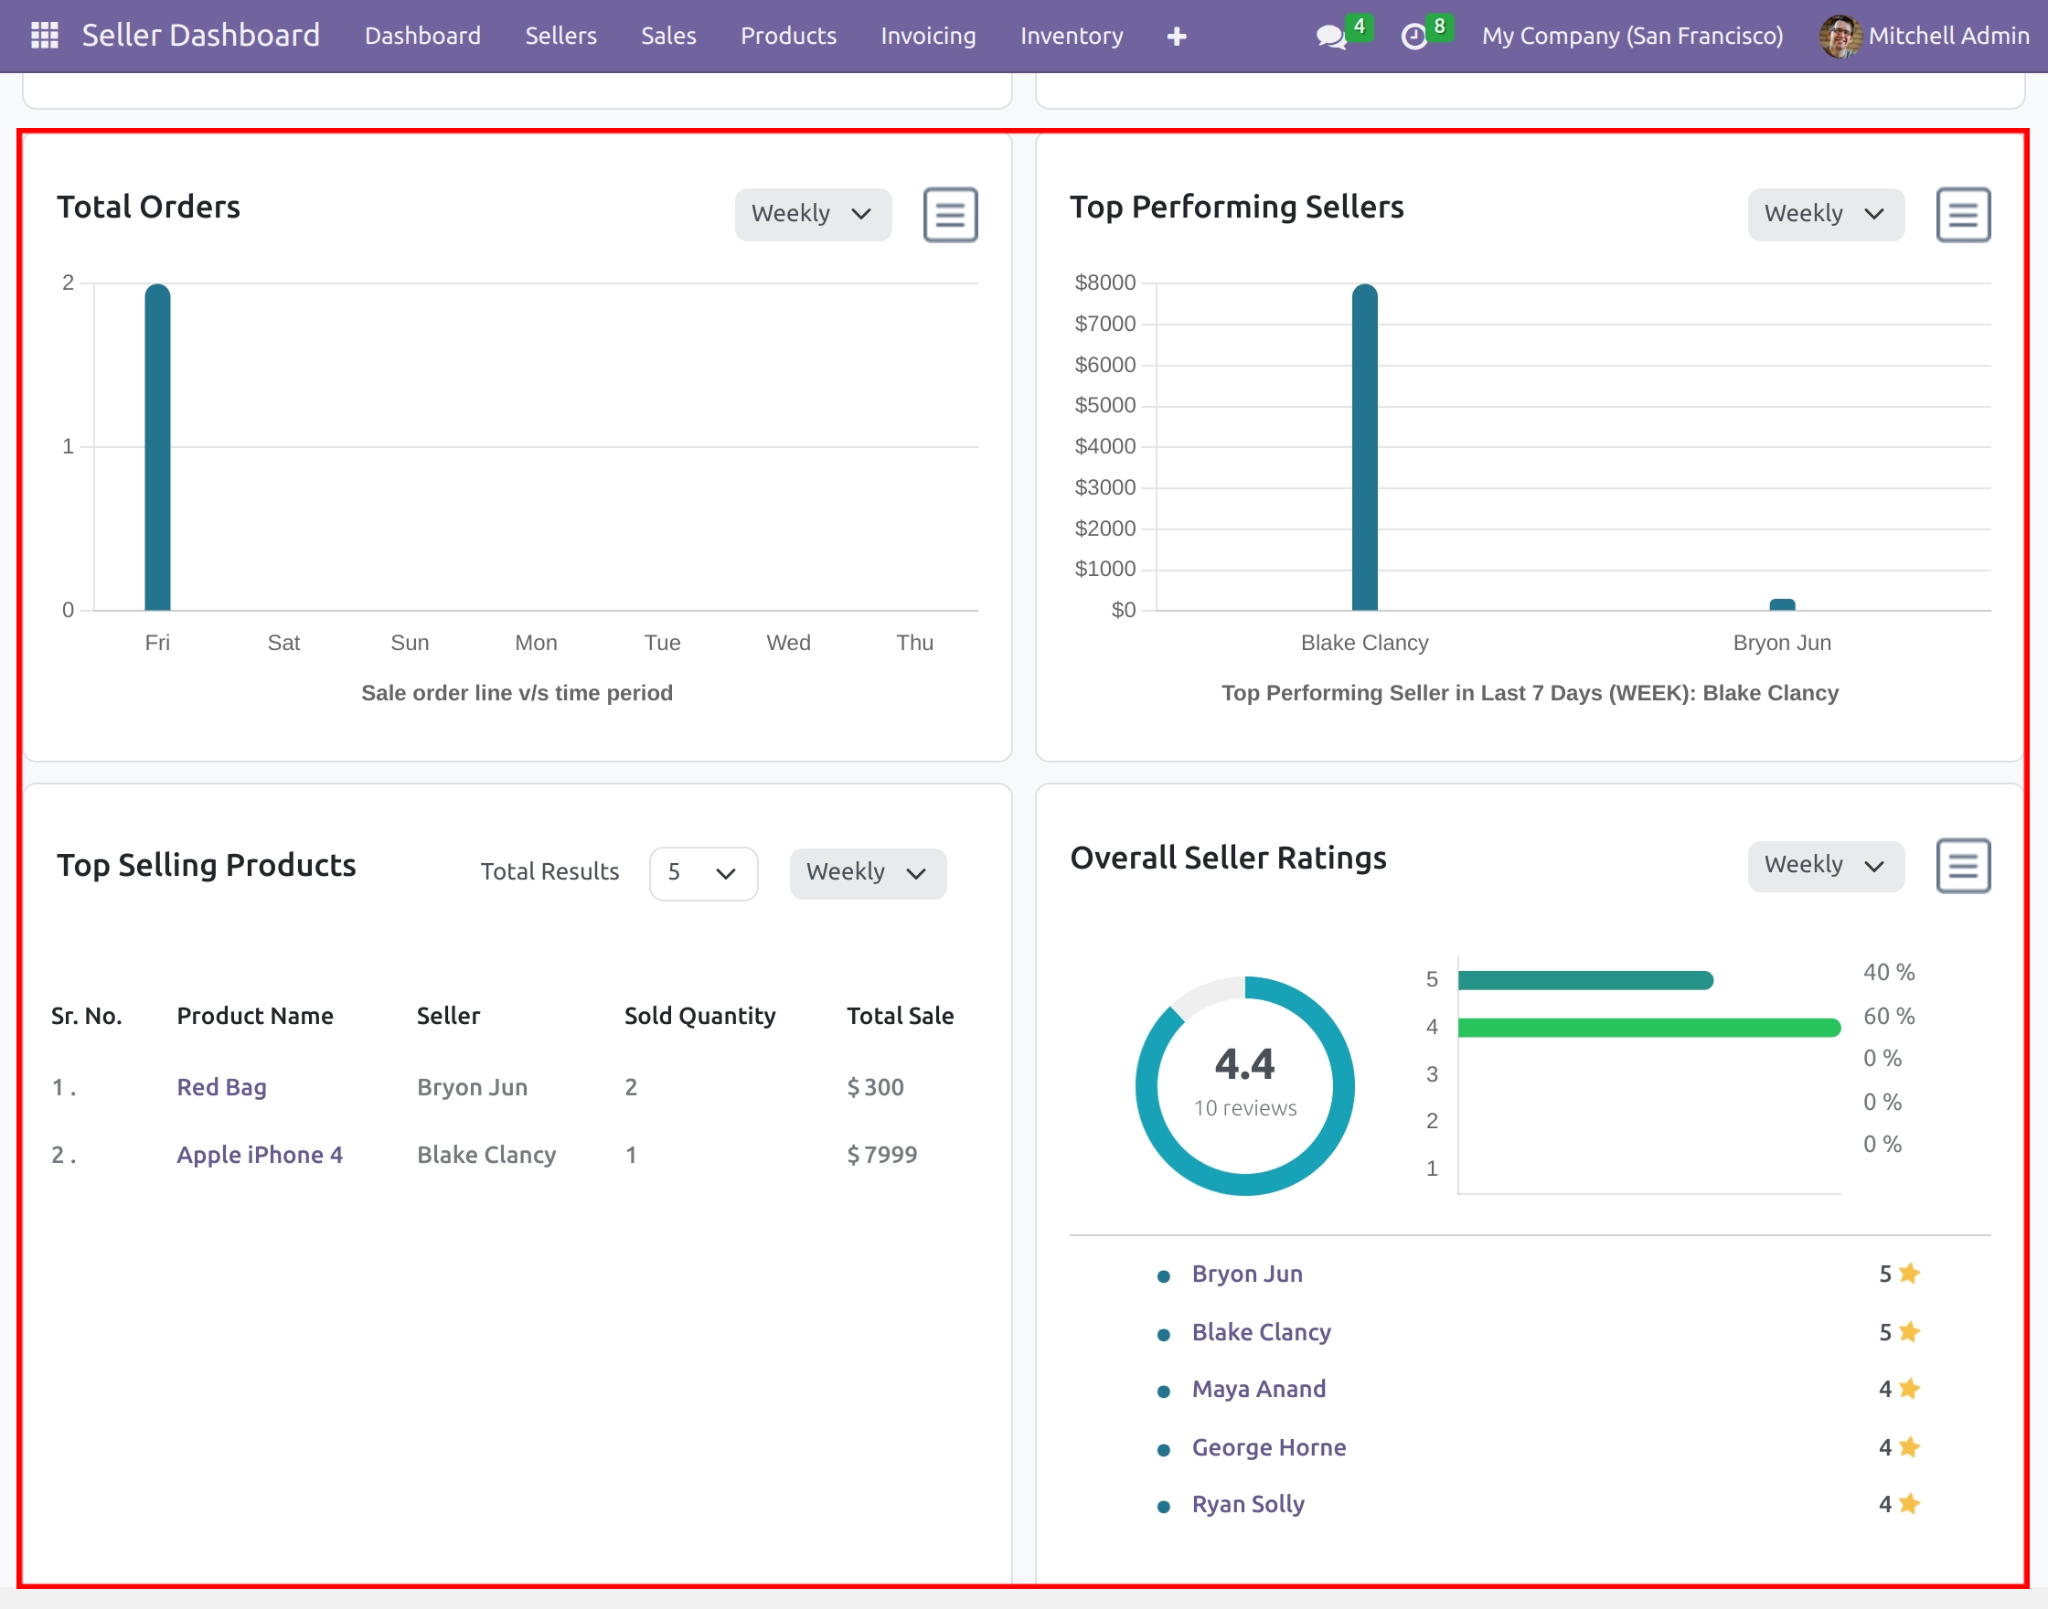 Seller Dashboard Dashboard Sellers Sales Products Invoicing Inventory 4 8 My Company (San Francisco) Mitchell Admin
Total Orders
Weekly
2
1
0
Fri Sat Sun Mon Tue Wed Thu
Sale order line v/s time period
Top Performing Sellers
Weekly
$8000
$7000
$6000
$5000
$4000
$3000
$2000
$1000
$0
Blake Clancy Bryon Jun
Top Performing Seller in Last 7 Days (WEEK): Blake Clancy
Top Selling Products
Total Results 5 Weekly
Sr. No. Product Name Seller Sold Quantity Total Sale
1 . Red Bag Bryon Jun 2 $ 300
2 . Apple iPhone 4 Blake Clancy 1 $ 7999
Overall Seller Ratings
Weekly
4.4
10 reviews
5 40 %
4 60 %
3 0 %
2 0 %
1 0 %
Bryon Jun 5
Blake Clancy 5
Maya Anand 4
George Horne 4
Ryan Solly 4